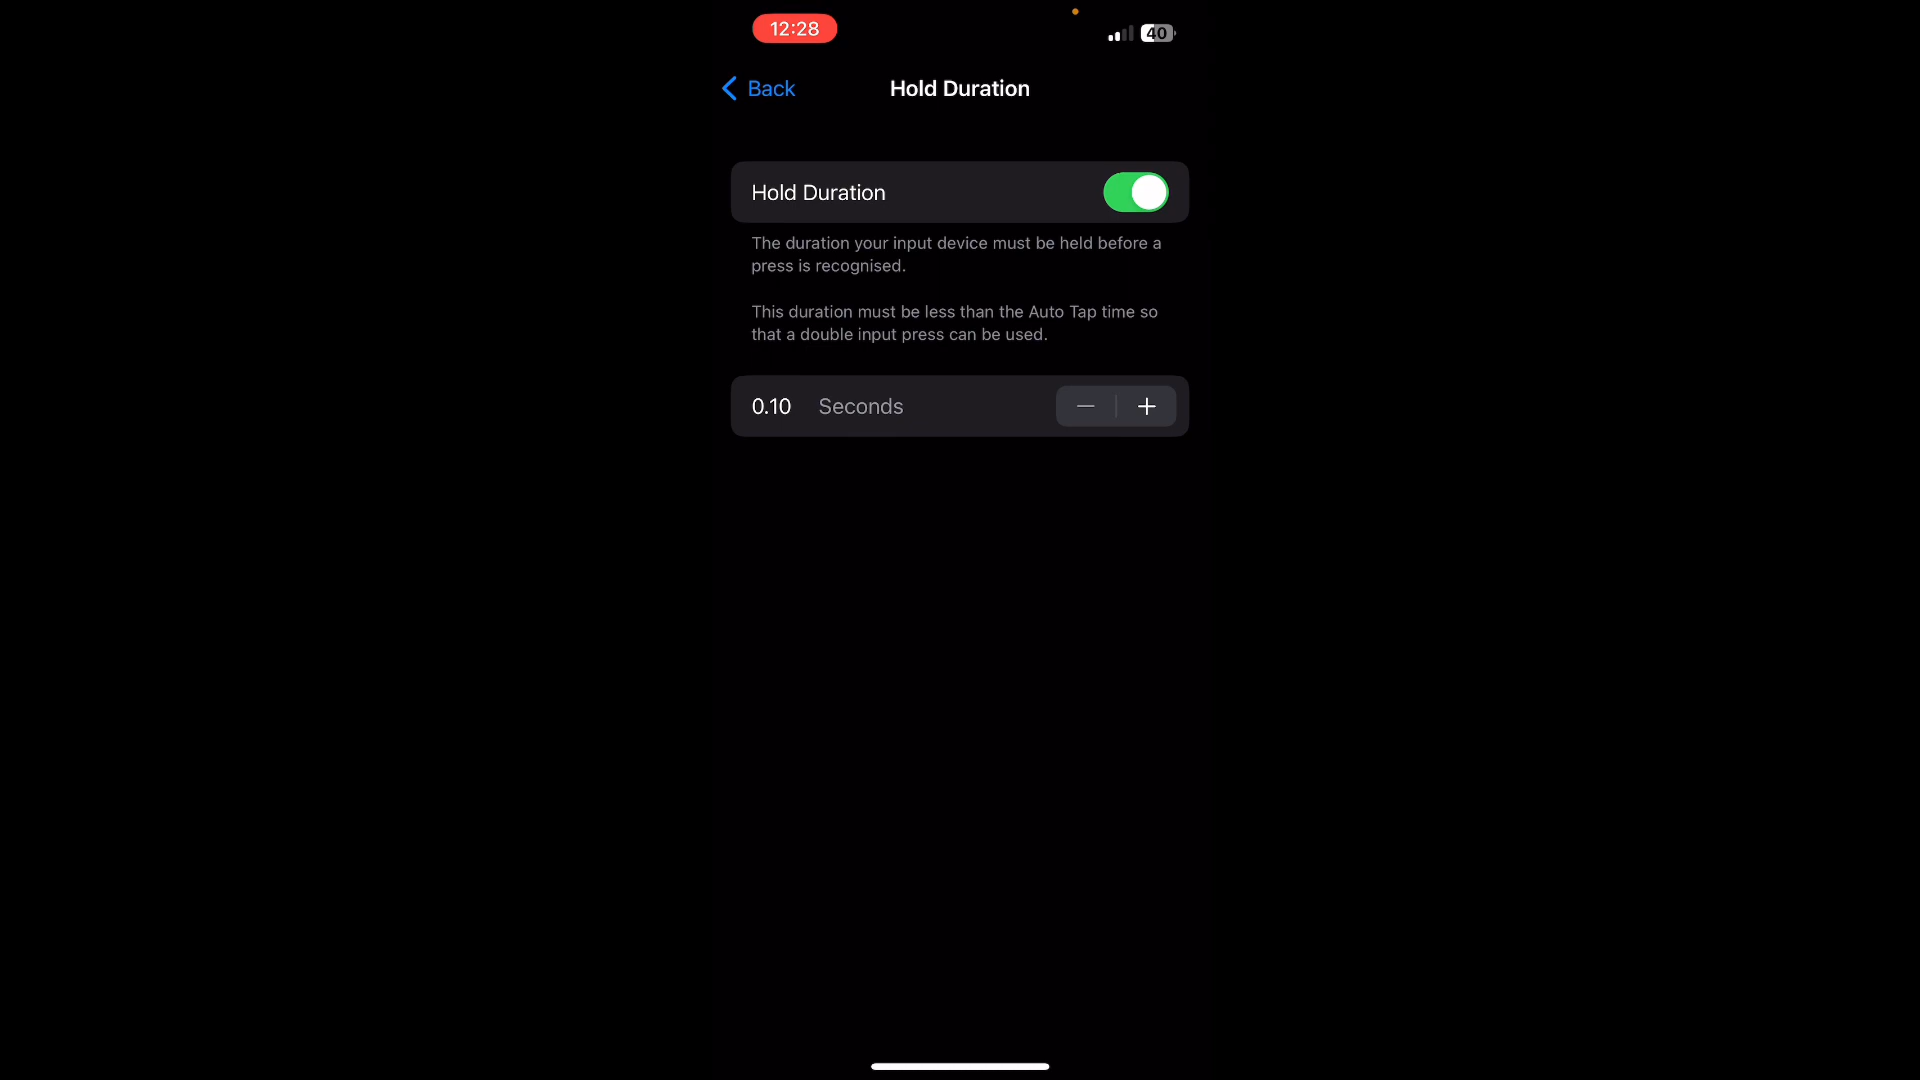 12:28
40
Back
Hold Duration
Hold Duration
The duration your input device must be held before a
press is recognised.
This duration must be less than the Auto Tap time so
that a double input press can be used.
0.10 Seconds